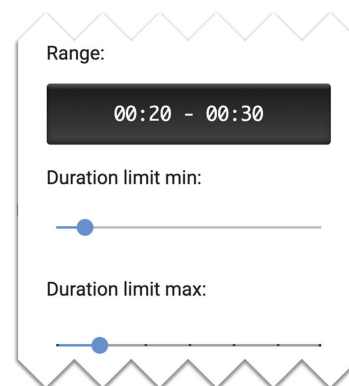 Range:
00:20 - 00:30
Duration limit min:
Duration limit max: